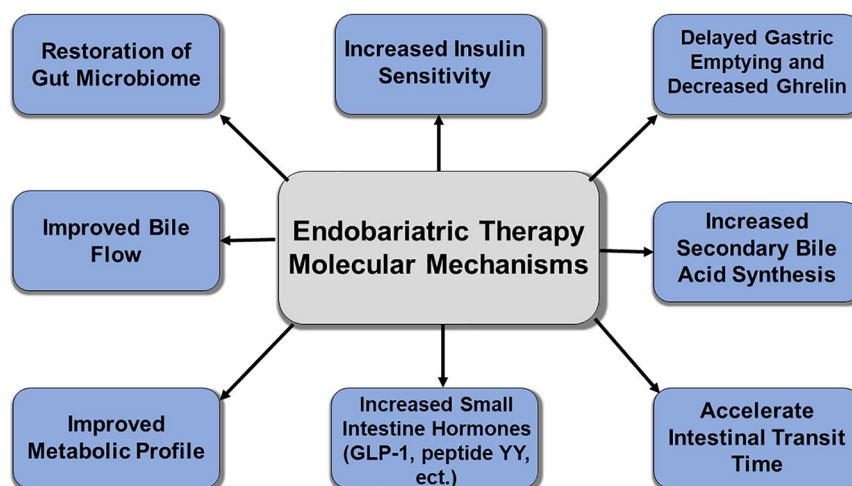 Restoration of
Gut Microbiome
Increased Insulin
Sensitivity
Delayed Gastric
Emptying and
Decreased Ghrelin
Improved Bile
Flow
Endobariatric Therapy
Molecular Mechanisms
Increased
Secondary Bile
Acid Synthesis
Improved
Metabolic Profile
Increased Small
Intestine Hormones
(GLP-1, peptide YY,
ect.)
Accelerate
Intestinal Transit
Time